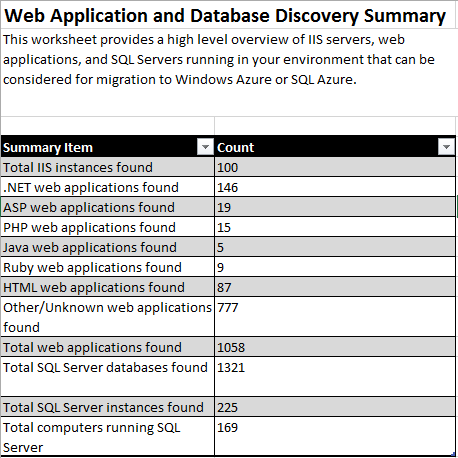 Web Application and Database Discovery Summary
This worksheet provides a high level overview of IIS servers, web
applications, and SQL Servers running in your environment that can be
considered for migration to Windows Azure or SQL Azure.
Summary Item Count
Total IIS instances found 100
.NET web applications found 146
ASP web applications found 19
PHP web applications found 15
Java web applications found 5
Ruby web applications found 9
HTML web applications found 87
Other/Unknown web applications 777
found
Total web applications found 1058
Total SQL Server databases found 1321
Total SQL Server instances found 225
Total computers running SQL 169
Server